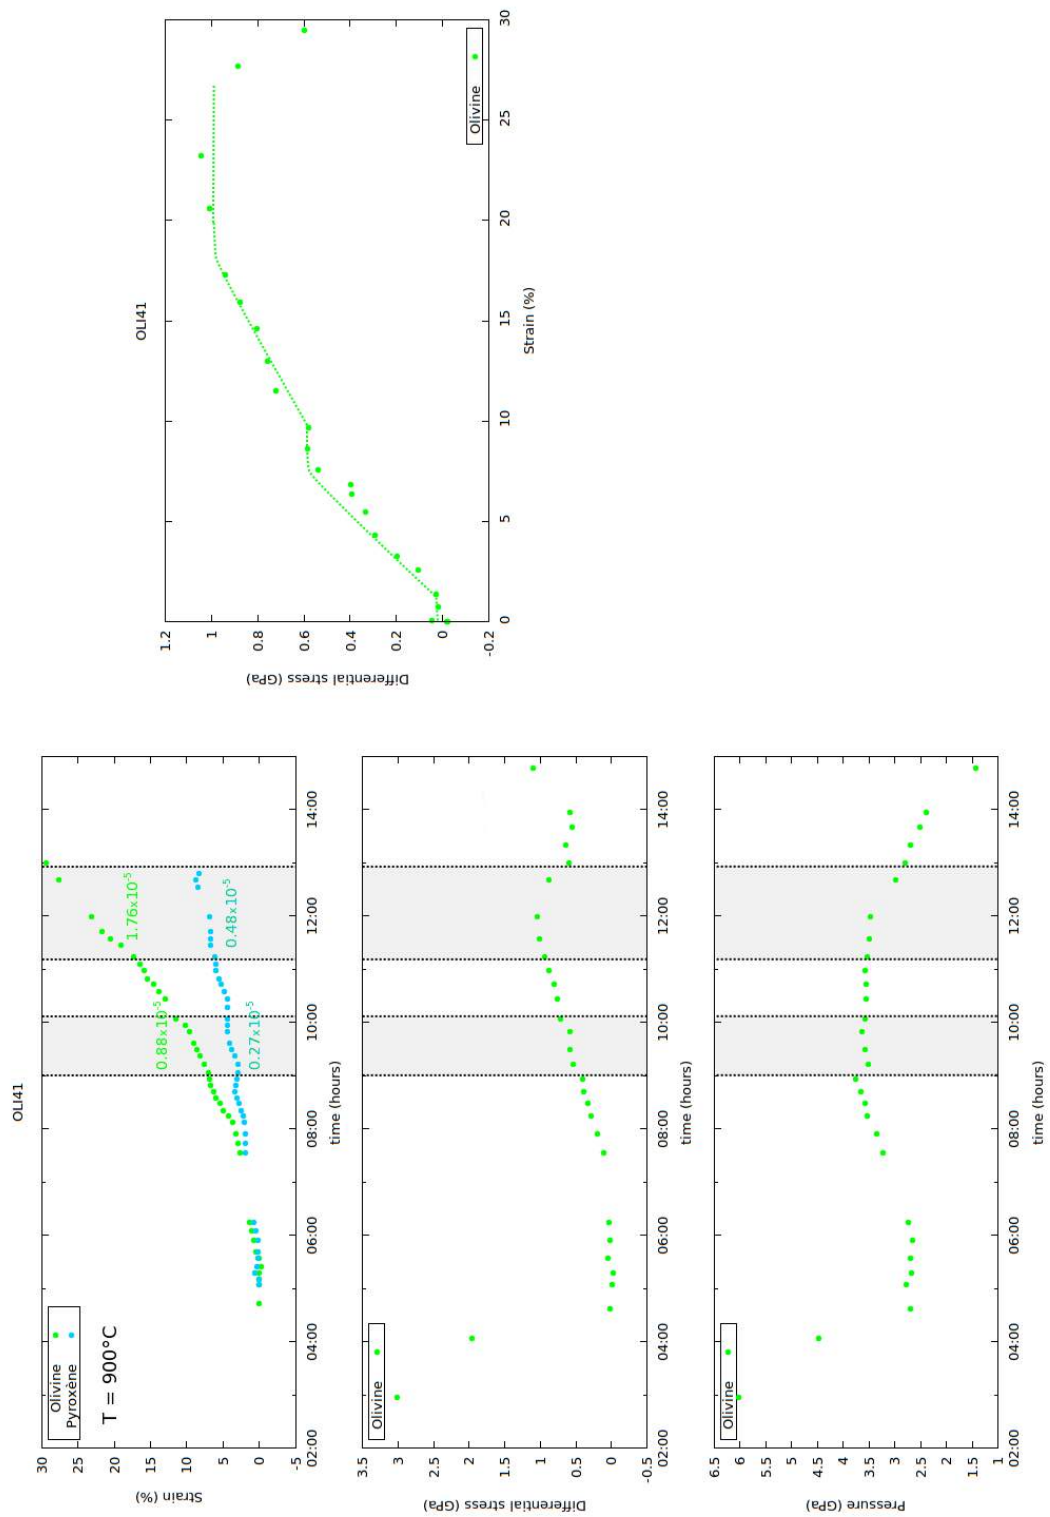 OLI41
Olivine
Pyroxène
T = 900°C
0.88x10⁻⁵
1.76x10⁻⁵
0.27x10⁻⁵
0.48x10⁻⁵
Strain (%)
30
25
20
15
10
5
0
-5
02:00 04:00 06:00 08:00 10:00 12:00 14:00
time (hours)
Olivine
Differential stress (GPa)
3.5
3
2.5
2
1.5
1
0.5
0
-0.5
02:00 04:00 06:00 08:00 10:00 12:00 14:00
time (hours)
Olivine
Pressure (GPa)
6.5
6
5.5
5
4.5
4
3.5
3
2.5
2
1.5
1
02:00 04:00 06:00 08:00 10:00 12:00 14:00
time (hours)
OLI41
Differential stress (GPa)
1.2
1
0.8
0.6
0.4
0.2
0
-0.2
Olivine
0 5 10 15 20 25 30
Strain (%)